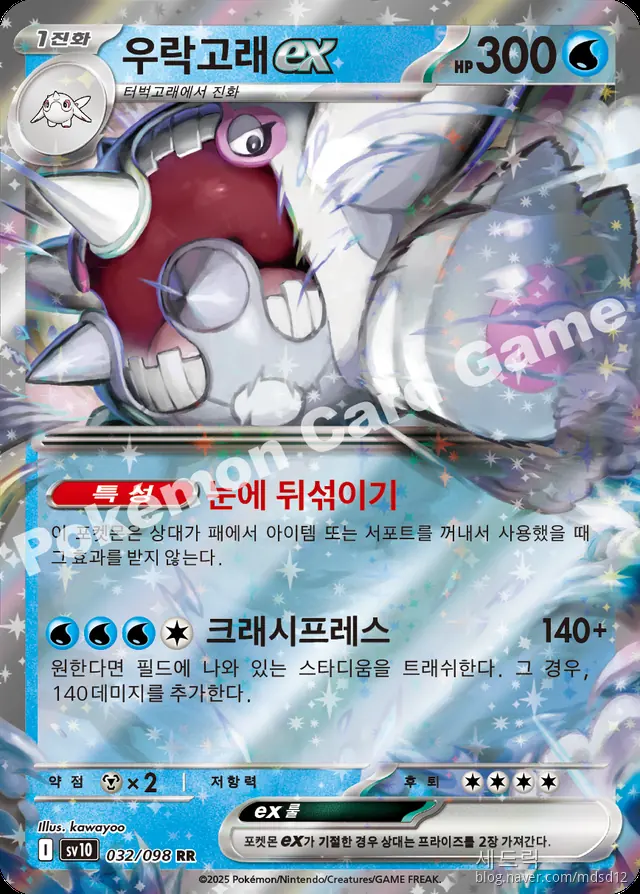 1진화
우락고래 ex
HP 300
터벅고래에서 진화
Pokémon Card Game
특성 눈에 뒤섞이기
이 포켓몬은 상대가 패에서 아이템 또는 서포트를 꺼내서 사용했을 때
그 효과를 받지 않는다.
크래시프레스 140+
원한다면 필드에 나와 있는 스타디움을 트래쉬한다. 그 경우,
140데미지를 추가한다.
약점 ×2 저항력 후퇴
ex룰
포켓몬 ex가 기절한 경우 상대는 프라이즈를 2장 가져간다.
Illus. kawayoo
I sv10 032/098 RR
세드릭
blog.naver.com/mdsd12
©2025 Pokémon/Nintendo/Creatures/GAME FREAK.